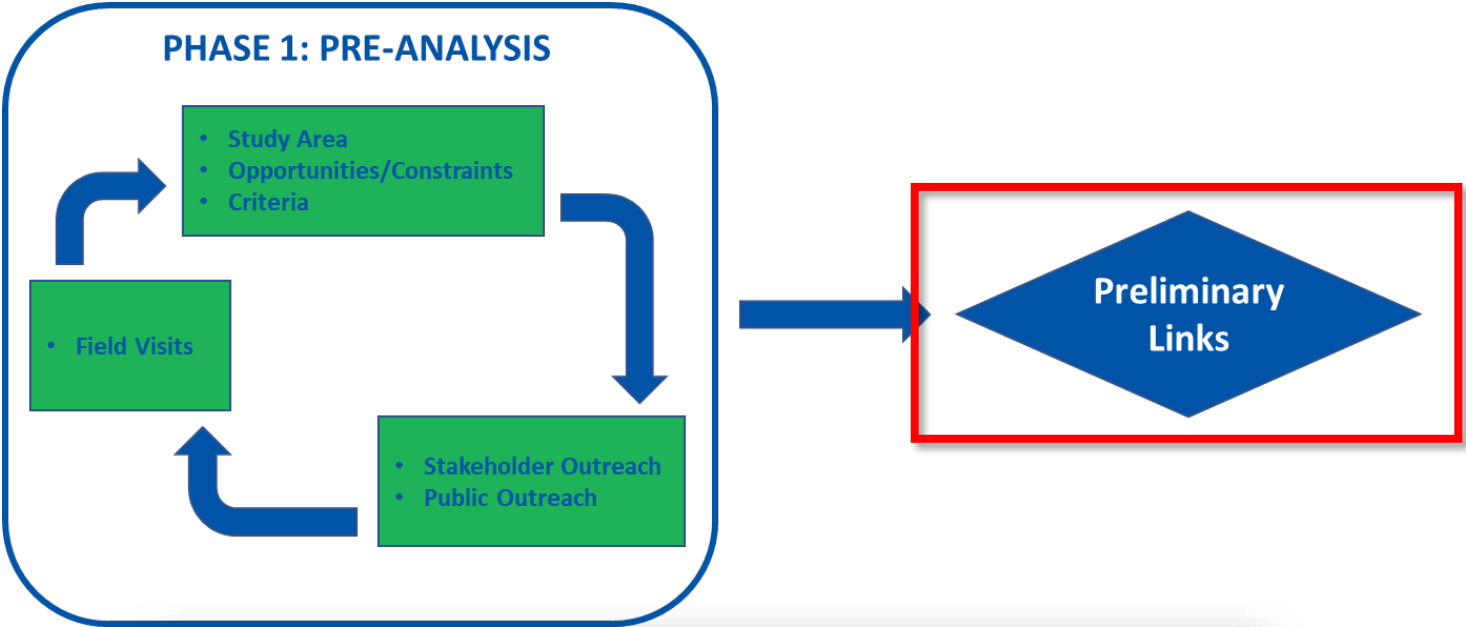 PHASE 1: PRE-ANALYSIS
• Study Area
• Opportunities/Constraints
• Criteria
• Field Visits
• Stakeholder Outreach
• Public Outreach
Preliminary
Links